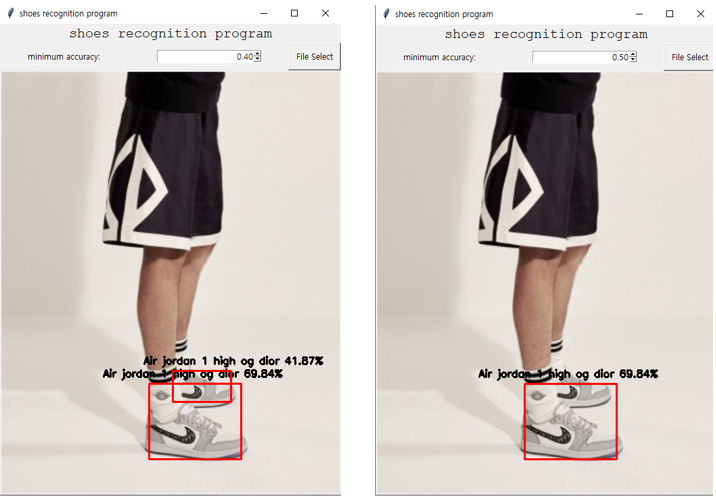 shoes recognition program
shoes recognition program
minimum accuracy: 0.40 File Select
Air jordan 1 high og dior 41.87%
Air jordan 1 high og dior 69.84%
shoes recognition program
shoes recognition program
minimum accuracy: 0.50 File Select
Air jordan 1 high og dior 69.84%